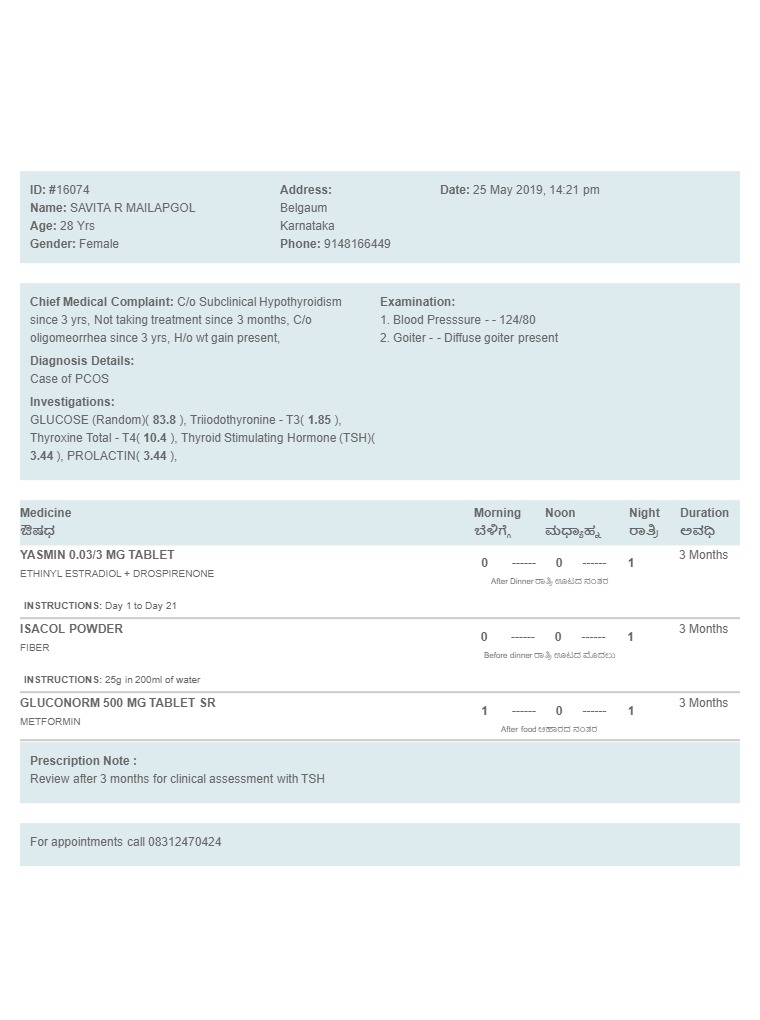 ID: #16074
Name: SAVITA R MAILAPGOL
Age: 28 Yrs
Gender: Female
Address:
Belgaum
Karnataka
Phone: 9148166449
Date: 25 May 2019, 14:21 pm
Chief Medical Complaint: C/o Subclinical Hypothyroidism
since 3 yrs, Not taking treatment since 3 months, C/o
oligomeorrhea since 3 yrs, H/o wt gain present,
Diagnosis Details:
Case of PCOS
Investigations:
GLUCOSE (Random)( 83.8 ), Triiodothyronine - T3( 1.85 ),
Thyroxine Total - T4( 10.4 ), Thyroid Stimulating Hormone (TSH)(
3.44 ), PROLACTIN( 3.44 ),
Examination:
1. Blood Presssure - - 124/80
2. Goiter - - Diffuse goiter present
Medicine Morning Noon Night Duration
ಔಷಧ ಬೆಳಿಗ್ಗೆ ಮಧ್ಯಾಹ್ನ ರಾತ್ರಿ ಅವಧಿ
YASMIN 0.03/3 MG TABLET 3 Months
0 ------ 0 ------ 1
ETHINYL ESTRADIOL + DROSPIRENONE
After Dinner ರಾತ್ರಿ ಊಟದ ನಂತರ
INSTRUCTIONS: Day 1 to Day 21
ISACOL POWDER 3 Months
0 ------ 0 ------ 1
FIBER
Before dinner ರಾತ್ರಿ ಊಟದ ಮೊದಲು
INSTRUCTIONS: 25g in 200ml of water
GLUCONORM 500 MG TABLET SR 3 Months
1 ------ 0 ------ 1
METFORMIN
After food ಆಹಾರದ ನಂತರ
Prescription Note :
Review after 3 months for clinical assessment with TSH
For appointments call 08312470424